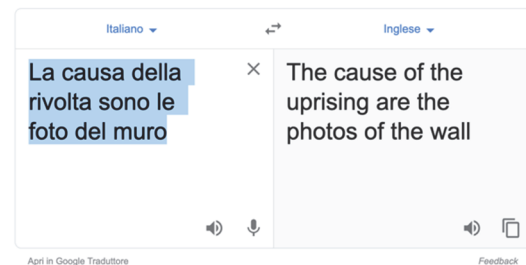 Italiano
Inglese
La causa della
rivolta sono le
foto del muro
The cause of the
uprising are the
photos of the wall
Apri in Google Traduttore
Feedback